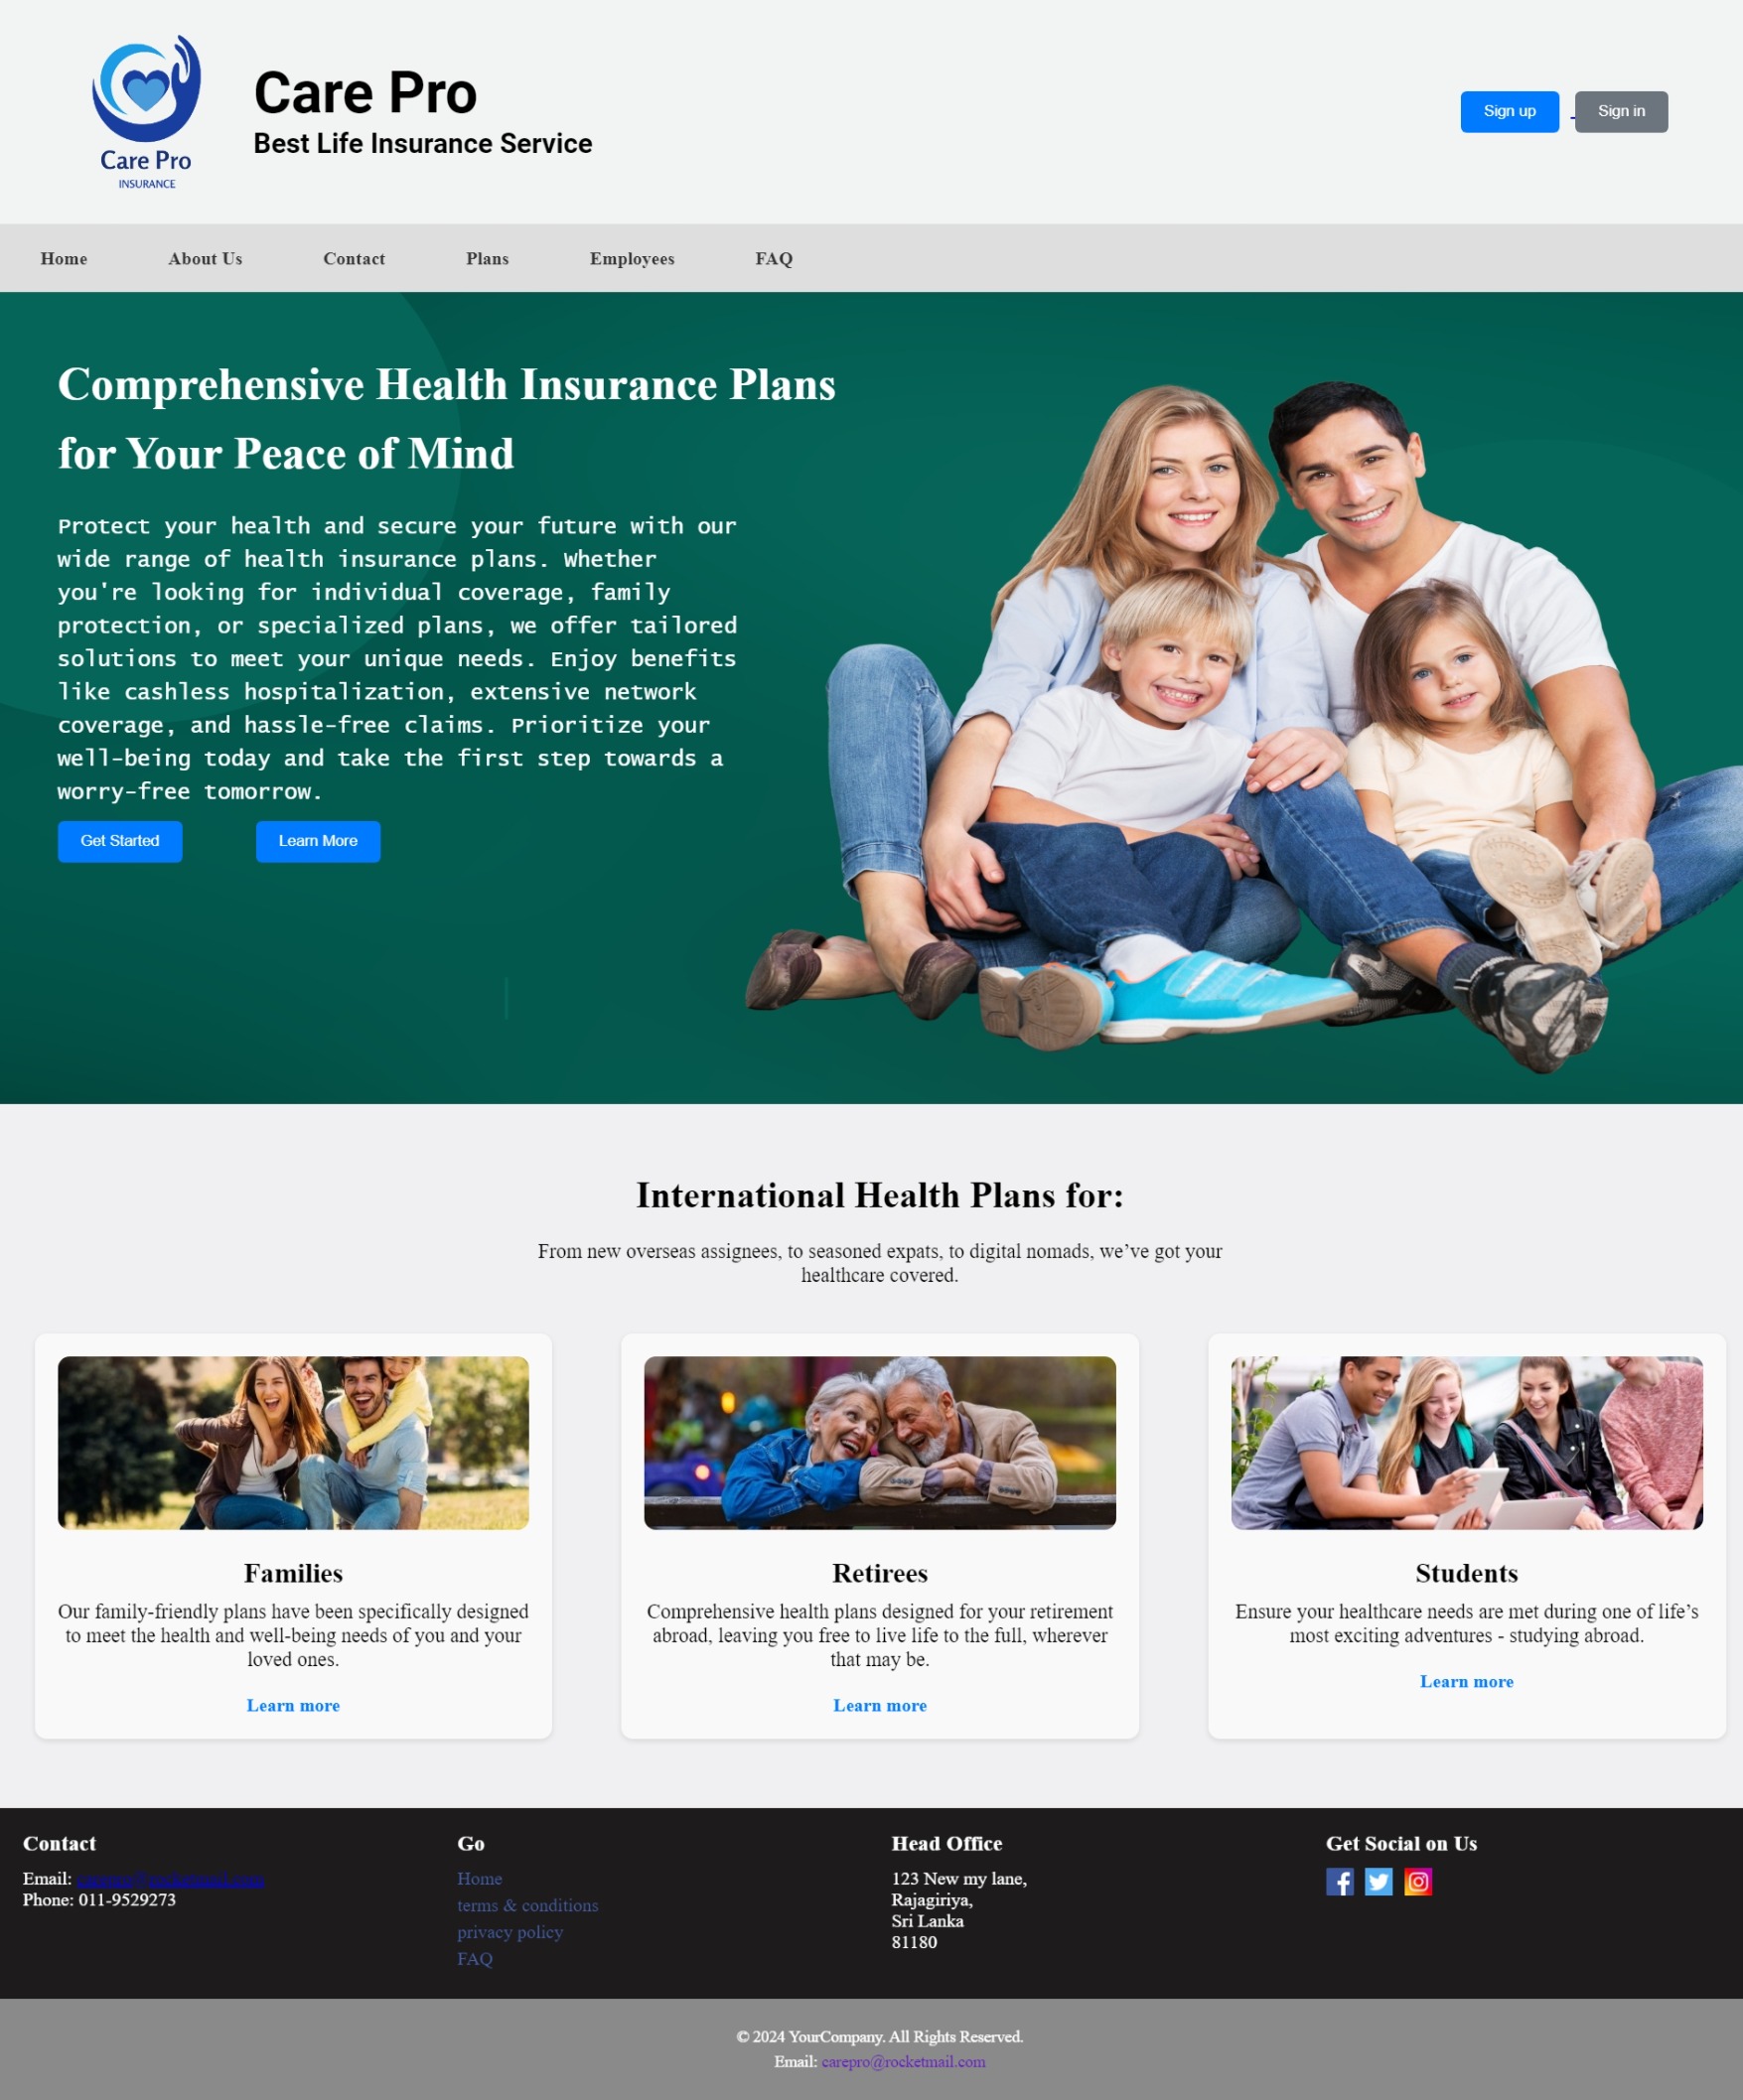 Care Pro
INSURANCE
Care Pro
Best Life Insurance Service
Sign up
Sign in
Home
About Us
Contact
Plans
Employees
FAQ
Comprehensive Health Insurance Plans
for Your Peace of Mind
Protect your health and secure your future with our
wide range of health insurance plans. Whether
you're looking for individual coverage, family
protection, or specialized plans, we offer tailored
solutions to meet your unique needs. Enjoy benefits
like cashless hospitalization, extensive network
coverage, and hassle-free claims. Prioritize your
well-being today and take the first step towards a
worry-free tomorrow.
Get Started
Learn More
International Health Plans for:
From new overseas assignees, to seasoned expats, to digital nomads, we’ve got your
healthcare covered.
Families
Our family-friendly plans have been specifically designed
to meet the health and well-being needs of you and your
loved ones.
Learn more
Retirees
Comprehensive health plans designed for your retirement
abroad, leaving you free to live life to the full, wherever
that may be.
Learn more
Students
Ensure your healthcare needs are met during one of life’s
most exciting adventures - studying abroad.
Learn more
Contact
Email: carepro@rocketmail.com
Phone: 011-9529273
Go
Home
terms & conditions
privacy policy
FAQ
Head Office
123 New my lane,
Rajagiriya,
Sri Lanka
81180
Get Social on Us
© 2024 YourCompany. All Rights Reserved.
Email: carepro@rocketmail.com